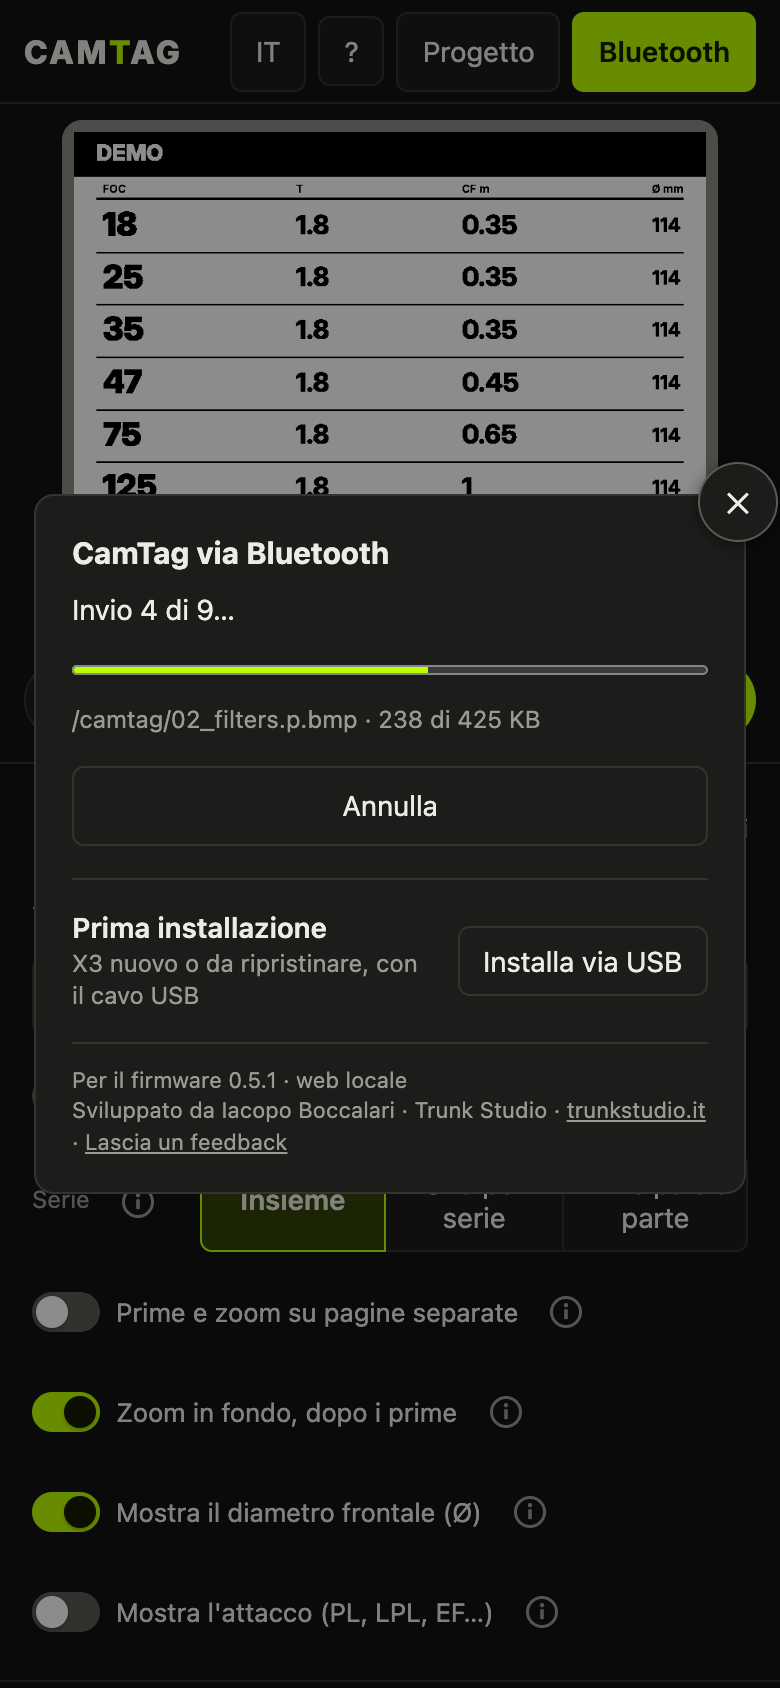 CAMTAG IT ? Progetto Bluetooth
DEMO
FOC T CF m Ø mm
18 1.8 0.35 114
25 1.8 0.35 114
35 1.8 0.35 114
47 1.8 0.45 114
75 1.8 0.65 114
125 1.8 1 114
CamTag via Bluetooth
Invio 4 di 9...
/camtag/02_filters.p.bmp · 238 di 425 KB
Annulla
Prima installazione
X3 nuovo o da ripristinare, con
il cavo USB
Installa via USB
Per il firmware 0.5.1 · web locale
Sviluppato da Iacopo Boccalari · Trunk Studio · trunkstudio.it
· Lascia un feedback
Serie Insieme
serie parte
Prime e zoom su pagine separate
Zoom in fondo, dopo i prime
Mostra il diametro frontale (Ø)
Mostra l'attacco (PL, LPL, EF...)